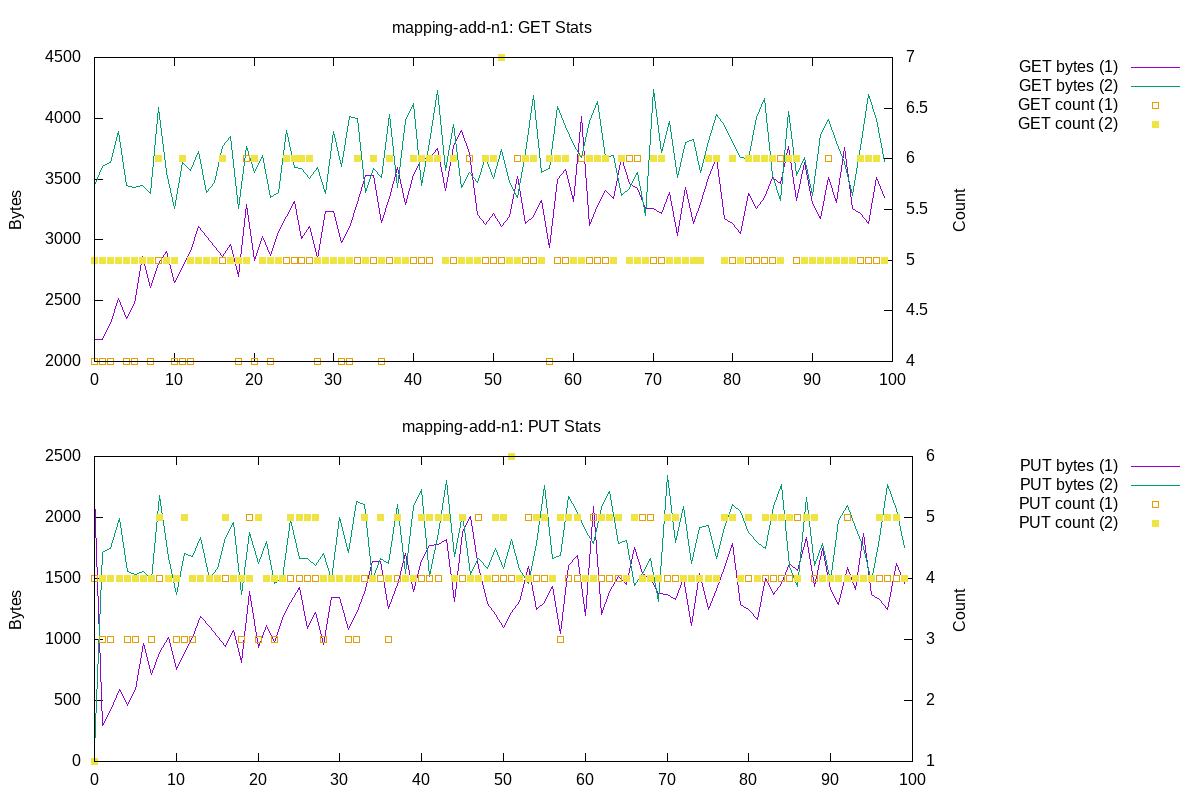 mapping-add-n1: GET Stats
4500
4000
3500
3000
2500
2000
Bytes
7
6.5
6
5.5
5
4.5
4
Count
0 10 20 30 40 50 60 70 80 90 100
GET bytes (1)
GET bytes (2)
GET count (1)
GET count (2)
mapping-add-n1: PUT Stats
2500
2000
1500
1000
500
0
Bytes
6
5
4
3
2
1
Count
0 10 20 30 40 50 60 70 80 90 100
PUT bytes (1)
PUT bytes (2)
PUT count (1)
PUT count (2)